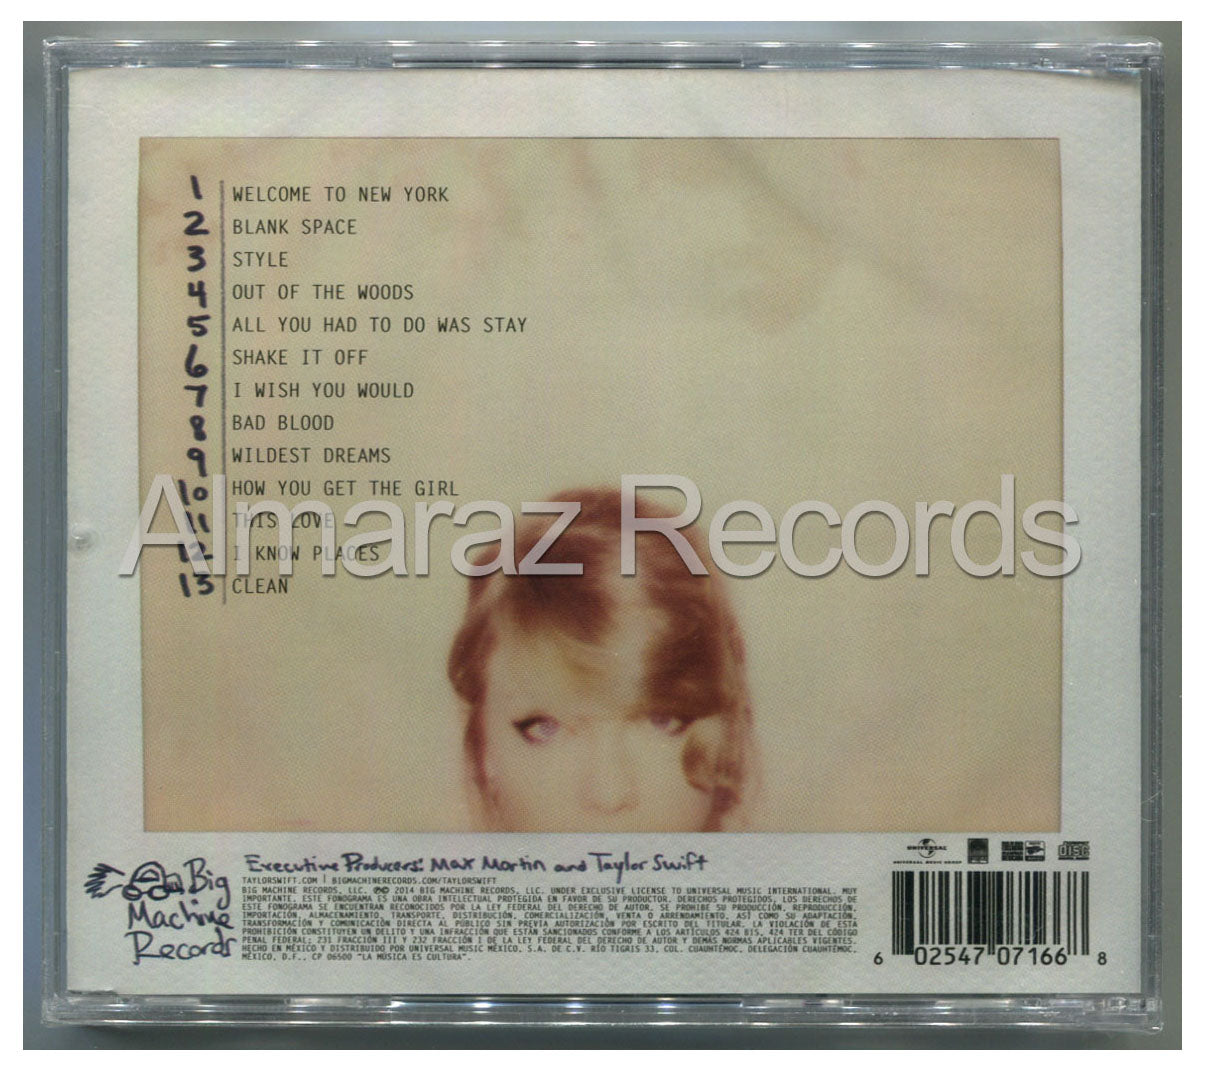 1 WELCOME TO NEW YORK
2 BLANK SPACE
3 STYLE
4 OUT OF THE WOODS
5 ALL YOU HAD TO DO WAS STAY
6 SHAKE IT OFF
7 I WISH YOU WOULD
8 BAD BLOOD
9 WILDEST DREAMS
10 HOW YOU GET THE GIRL
11 THIS LOVE
12 I KNOW PLACES
13 CLEAN
Almaraz Records
Big
Machine
Records
Executive Producers: Max Martin and Taylor Swift
TAYLORSWIFT.COM | BIGMACHINERECORDS.COM/TAYLORSWIFT
BIG MACHINE RECORDS, LLC. ℗© 2014 BIG MACHINE RECORDS, LLC. UNDER EXCLUSIVE LICENSE TO UNIVERSAL MUSIC INTERNATIONAL. MUY
IMPORTANTE. ESTE FONOGRAMA ES UNA OBRA INTELECTUAL PROTEGIDA EN FAVOR DE SU PRODUCTOR. DERECHOS PROTEGIDOS. LOS DERECHOS DE
ESTE FONOGRAMA SE ENCUENTRAN RECONOCIDOS POR LA LEY FEDERAL DEL DERECHO DE AUTOR. SE PROHIBE SU PRODUCCIÓN, REPRODUCCIÓN,
IMPORTACIÓN, ALMACENAMIENTO, TRANSPORTE, DISTRIBUCIÓN, COMERCIALIZACIÓN, VENTA O ARRENDAMIENTO, ASÍ COMO SU ADAPTACIÓN,
TRANSFORMACIÓN Y COMUNICACIÓN DIRECTA AL PÚBLICO SIN PREVIA AUTORIZACIÓN POR ESCRITO DEL TITULAR. LA VIOLACIÓN DE ESTA
PROHIBICIÓN CONSTITUYEN UN DELITO Y UNA INFRACCIÓN QUE ESTÁN SANCIONADOS CONFORME A LOS ARTÍCULOS 424 BIS, 424 TER DEL CÓDIGO
PENAL FEDERAL; 231 FRACCIÓN III Y 232 FRACCIÓN I DE LA LEY FEDERAL DEL DERECHO DE AUTOR Y DEMÁS NORMAS APLICABLES VIGENTES.
HECHO EN MÉXICO Y DISTRIBUIDO POR UNIVERSAL MUSIC MÉXICO, S.A. DE C.V. RÍO TIGRIS 33, COL. CUAUHTÉMOC, DELEGACIÓN CUAUHTÉMOC,
MÉXICO, D.F., CP 06500 "LA MÚSICA ES CULTURA".
UNIVERSAL
UNIVERSAL MUSIC GROUP
disc
6 02547 07166 8